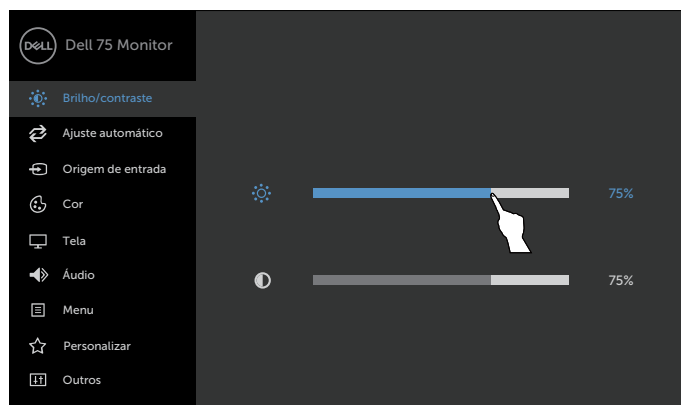 DELL Dell 75 Monitor
Brilho/contraste
Ajuste automático
Origem de entrada
75%
Cor
Tela
Áudio
75%
Menu
Personalizar
Outros